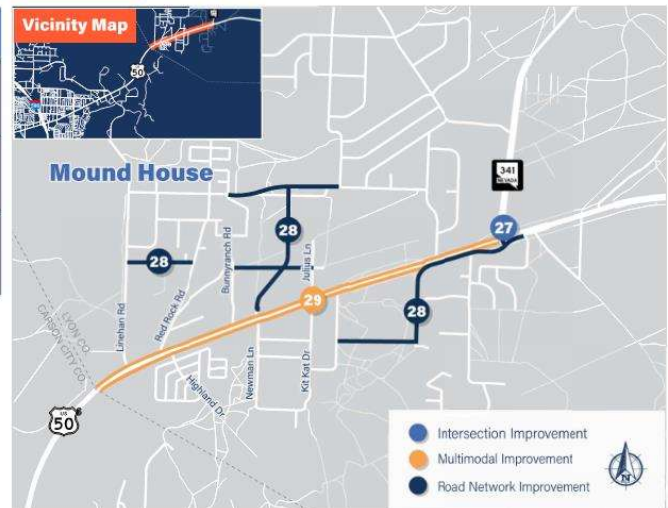 Vicinity Map
US
50
Mound House
341
NEVADA
27
28
28
28
29
Linehan Rd
Red Rock Rd
Bunnyranch Rd
Julius Ln
Newman Ln
Kit Kat Dr
Highland Dr
LYON CO.
CARSON CITY CO.
US
50
Intersection Improvement
Multimodal Improvement
Road Network Improvement
N